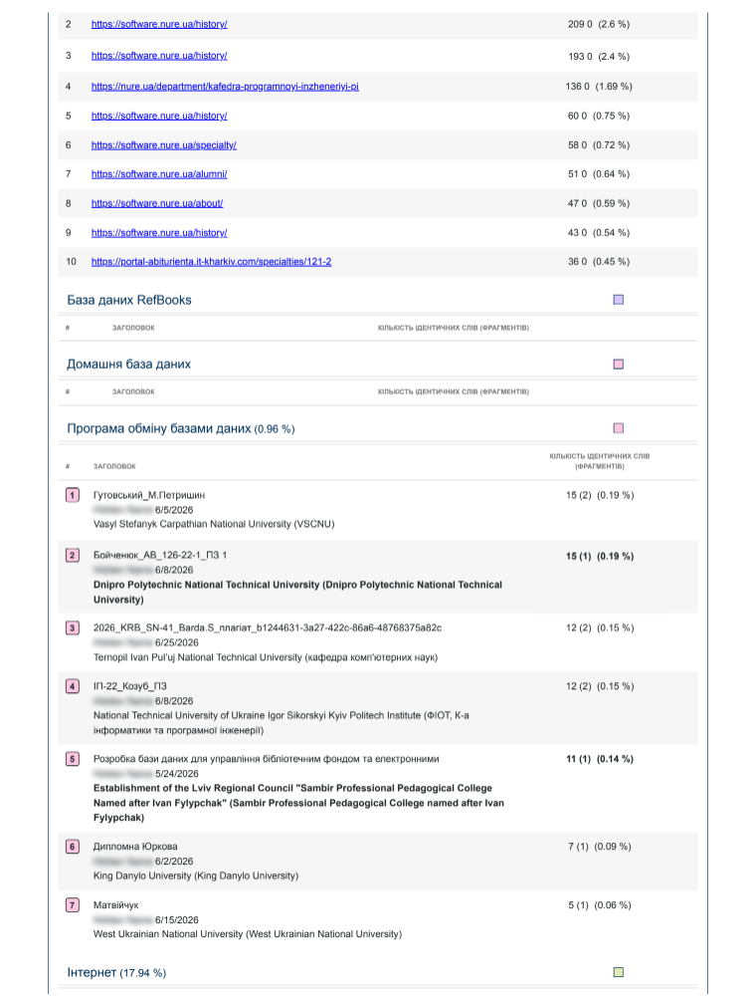 2 https://software.nure.ua/history/ 209 0 (2.6 %)
3 https://software.nure.ua/history/ 193 0 (2.4 %)
4 https://nure.ua/department/kafedra-programnoyi-inzheneriyi-pi 136 0 (1.69 %)
5 https://software.nure.ua/history/ 60 0 (0.75 %)
6 https://software.nure.ua/specialty/ 58 0 (0.72 %)
7 https://software.nure.ua/alumni/ 51 0 (0.64 %)
8 https://software.nure.ua/about/ 47 0 (0.59 %)
9 https://software.nure.ua/history/ 43 0 (0.54 %)
10 https://portal-abiturienta.it-kharkiv.com/specialties/121-2 36 0 (0.45 %)
База даних RefBooks
# ЗАГОЛОВОК КІЛЬКІСТЬ ІДЕНТИЧНИХ СЛІВ (ФРАГМЕНТІВ)
Домашня база даних
# ЗАГОЛОВОК КІЛЬКІСТЬ ІДЕНТИЧНИХ СЛІВ (ФРАГМЕНТІВ)
Програма обміну базами даних (0.96 %)
КІЛЬКІСТЬ ІДЕНТИЧНИХ СЛІВ
# ЗАГОЛОВОК (ФРАГМЕНТІВ)
1 Гутовський_М.Петришин 15 (2) (0.19 %)
6/5/2026
Vasyl Stefanyk Carpathian National University (VSCNU)
2 Бойченюк_АВ_126-22-1_ПЗ 1 15 (1) (0.19 %)
6/8/2026
Dnipro Polytechnic National Technical University (Dnipro Polytechnic National Technical
University)
3 2026_KRB_SN-41_Barda.S_плагіат_b1244631-3a27-422c-86a6-48768375a82c 12 (2) (0.15 %)
6/25/2026
Ternopil Ivan Pul'uj National Technical University (кафедра комп'ютерних наук)
4 ІП-22_Козуб_ПЗ 12 (2) (0.15 %)
6/8/2026
National Technical University of Ukraine Igor Sikorskyi Kyiv Politech Institute (ФІОТ, К-а
інформатики та програмної інженерії)
5 Розробка бази даних для управління бібліотечним фондом та електронними 11 (1) (0.14 %)
5/24/2026
Establishment of the Lviv Regional Council "Sambir Professional Pedagogical College
Named after Ivan Fylypchak" (Sambir Professional Pedagogical College named after Ivan
Fylypchak)
6 Дипломна Юркова 7 (1) (0.09 %)
6/2/2026
King Danylo University (King Danylo University)
7 Матвійчук 5 (1) (0.06 %)
6/15/2026
West Ukrainian National University (West Ukrainian National University)
Інтернет (17.94 %)